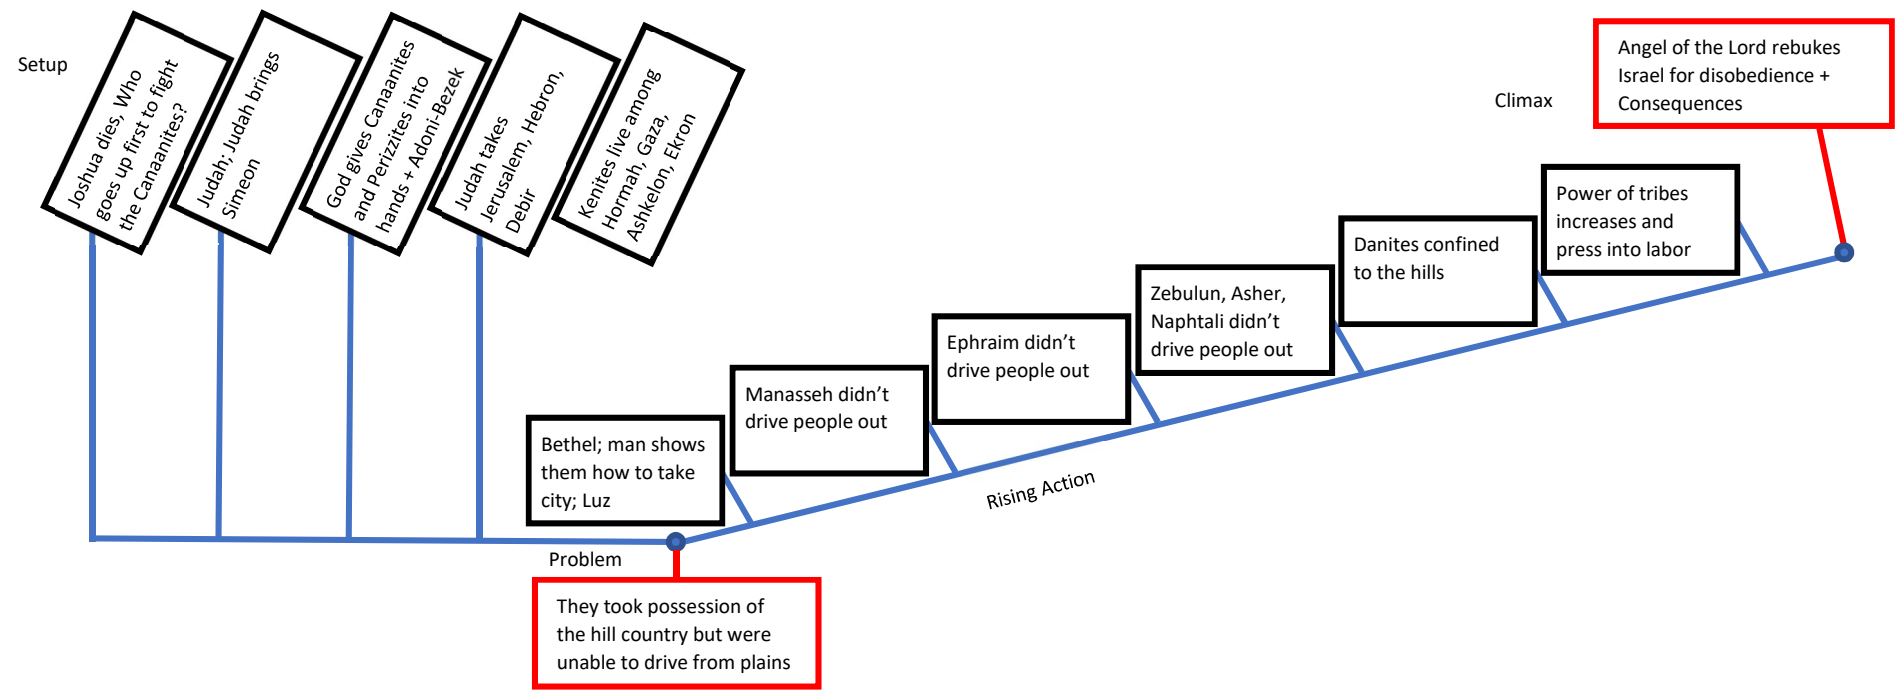 Setup
Joshua dies, Who
goes up first to fight
the Canaanites?
Judah; Judah brings
Simeon
God gives Canaanites
and Perizzites into
hands + Adoni-Bezek
Judah takes
Jerusalem, Hebron,
Debir
Kenites live among
Hormah, Gaza,
Ashkelon, Ekron
Problem
They took possession of
the hill country but were
unable to drive from plains
Bethel; man shows
them how to take
city; Luz
Manasseh didn’t
drive people out
Ephraim didn’t
drive people out
Zebulun, Asher,
Naphtali didn’t
drive people out
Danites confined
to the hills
Power of tribes
increases and
press into labor
Rising Action
Climax
Angel of the Lord rebukes
Israel for disobedience +
Consequences